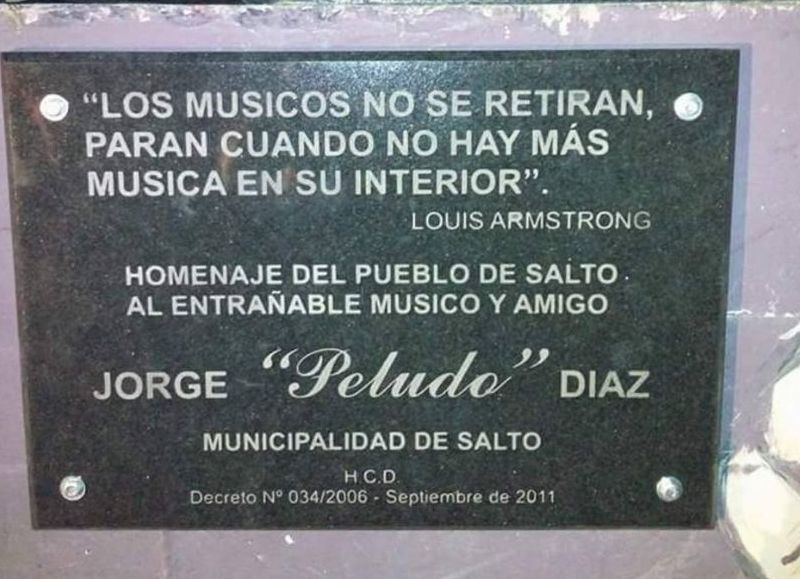 “LOS MUSICOS NO SE RETIRAN,
PARAN CUANDO NO HAY MÁS
MUSICA EN SU INTERIOR”.
LOUIS ARMSTRONG
HOMENAJE DEL PUEBLO DE SALTO
AL ENTRAÑABLE MUSICO Y AMIGO
JORGE “Peludo” DIAZ
MUNICIPALIDAD DE SALTO
H.C.D
Decreto Nº 034/2006 - Septiembre de 2011